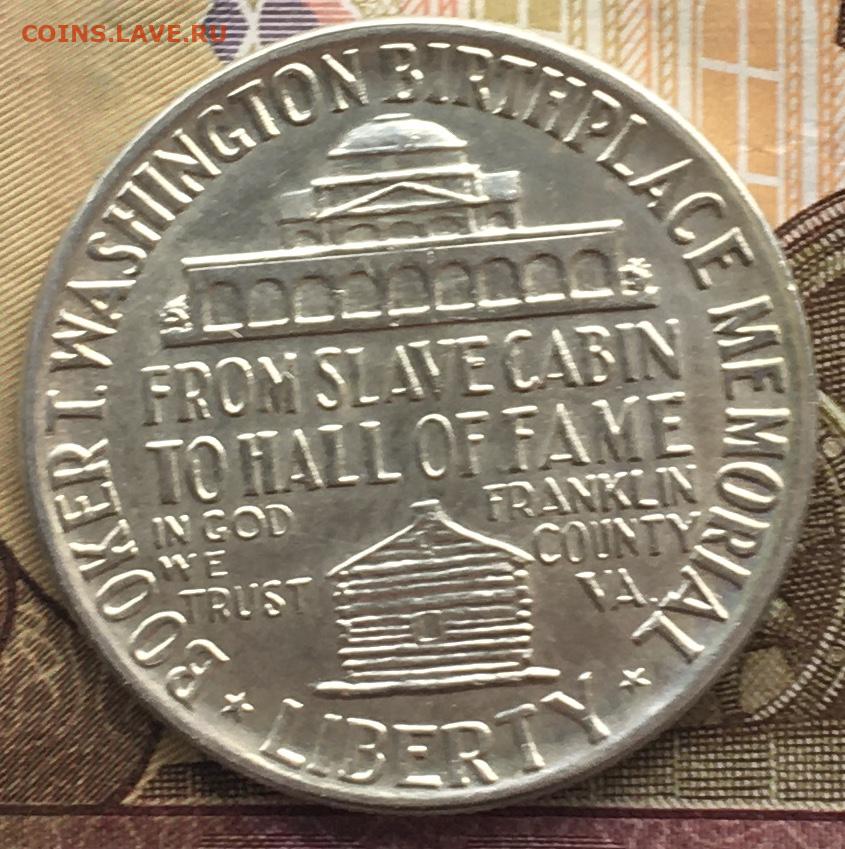 COINS.LAVE.RU
BOOKER T. WASHINGTON BIRTHPLACE MEMORIAL
FROM SLAVE CABIN
TO HALL OF FAME
IN GOD
WE
TRUST
FRANKLIN
COUNTY
VA.
LIBERTY